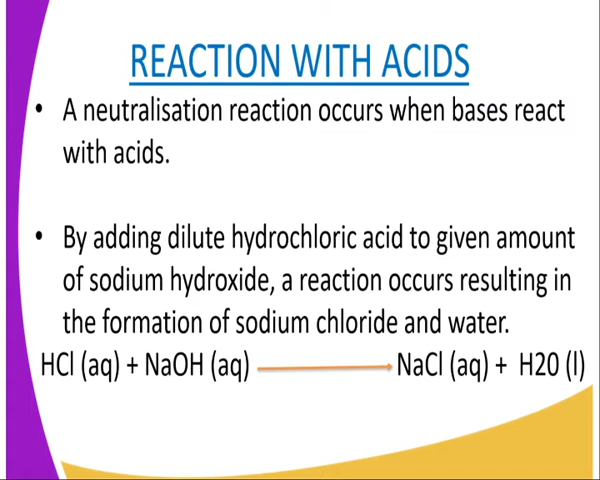 REACTION WITH ACIDS
• A neutralisation reaction occurs when bases react
with acids.
• By adding dilute hydrochloric acid to given amount
of sodium hydroxide, a reaction occurs resulting in
the formation of sodium chloride and water.
HCl (aq) + NaOH (aq) ⟶ NaCl (aq) + H20 (l)